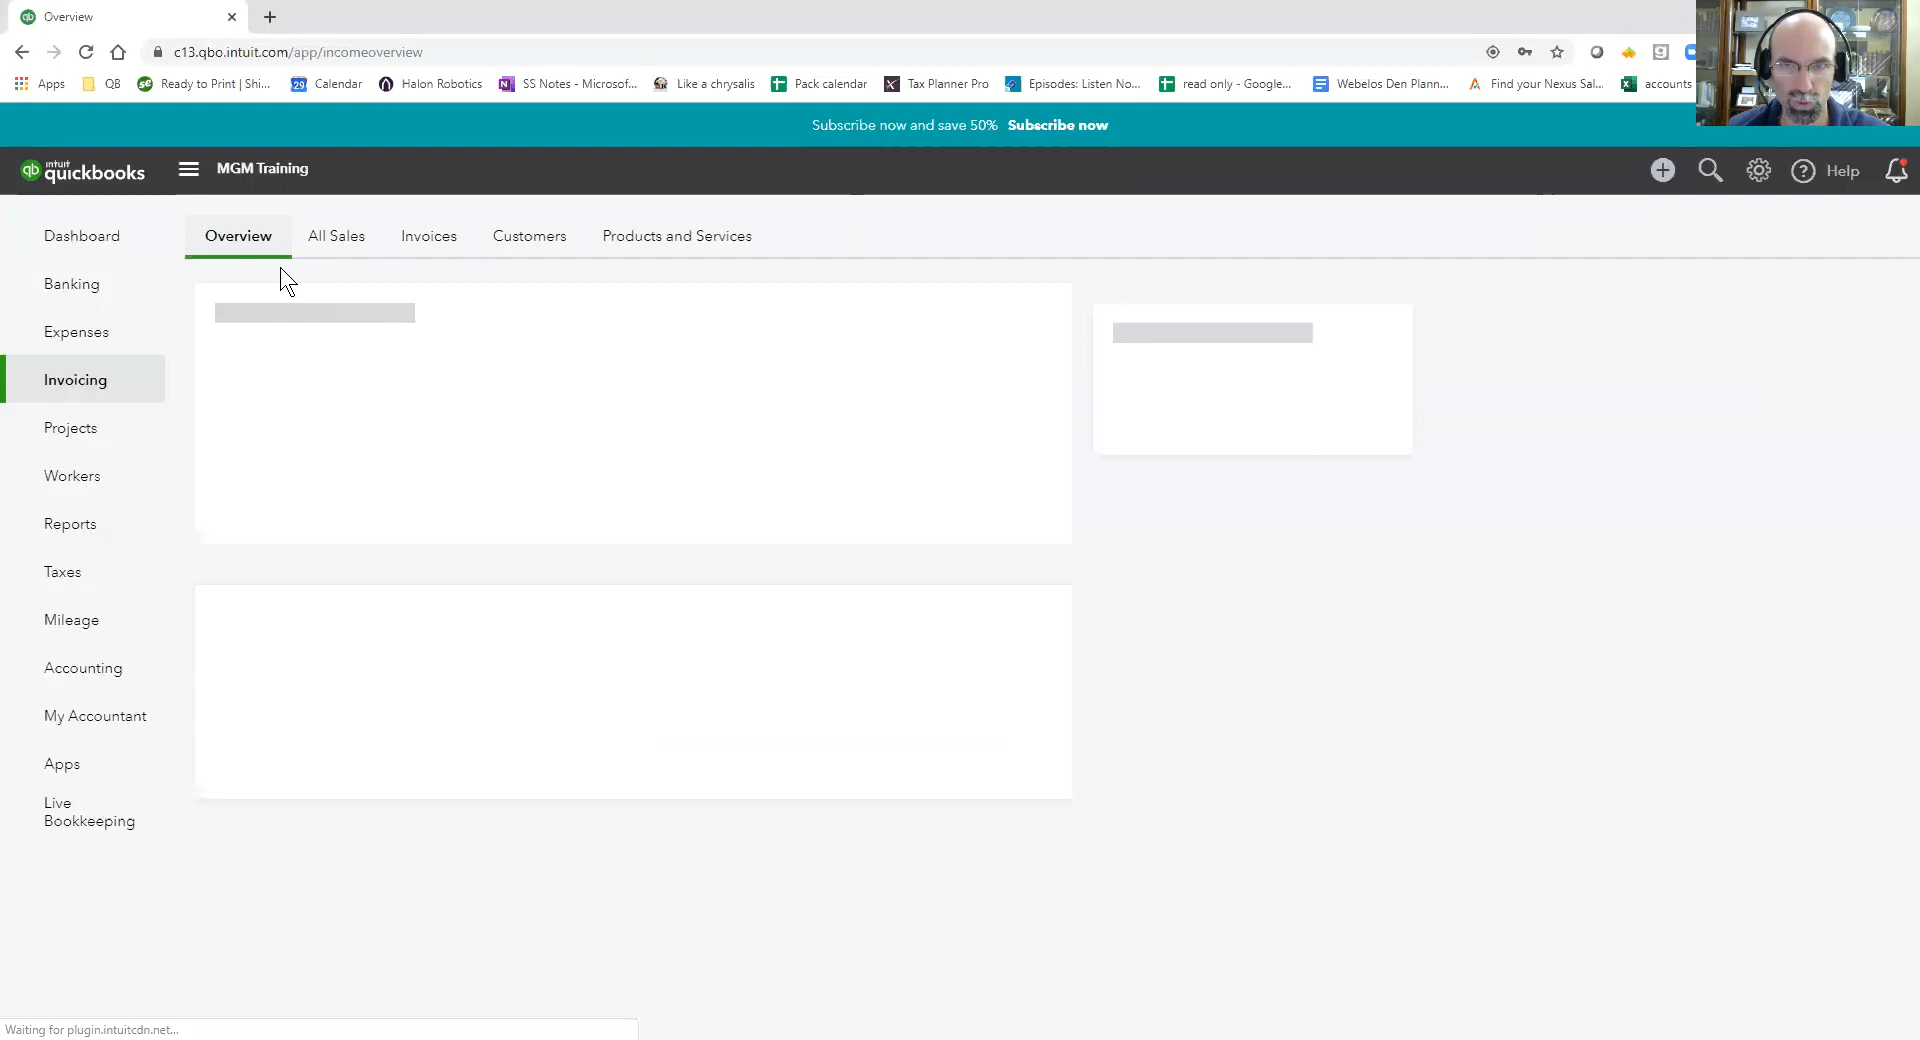 Overview
c13.qbo.intuit.com/app/incomeoverview
Apps QB Ready to Print | Shi... 29 Calendar Halon Robotics SS Notes - Microsof... Like a chrysalis Pack calendar Tax Planner Pro Episodes: Listen No... read only - Google... Webelos Den Plann... Find your Nexus Sal... accounts
Subscribe now and save 50% Subscribe now
qb intuit quickbooks MGM Training Help
Overview All Sales Invoices Customers Products and Services
Dashboard
Banking
Expenses
Invoicing
Projects
Workers
Reports
Taxes
Mileage
Accounting
My Accountant
Apps
Live
Bookkeeping
Waiting for plugin.intuitcdn.net...